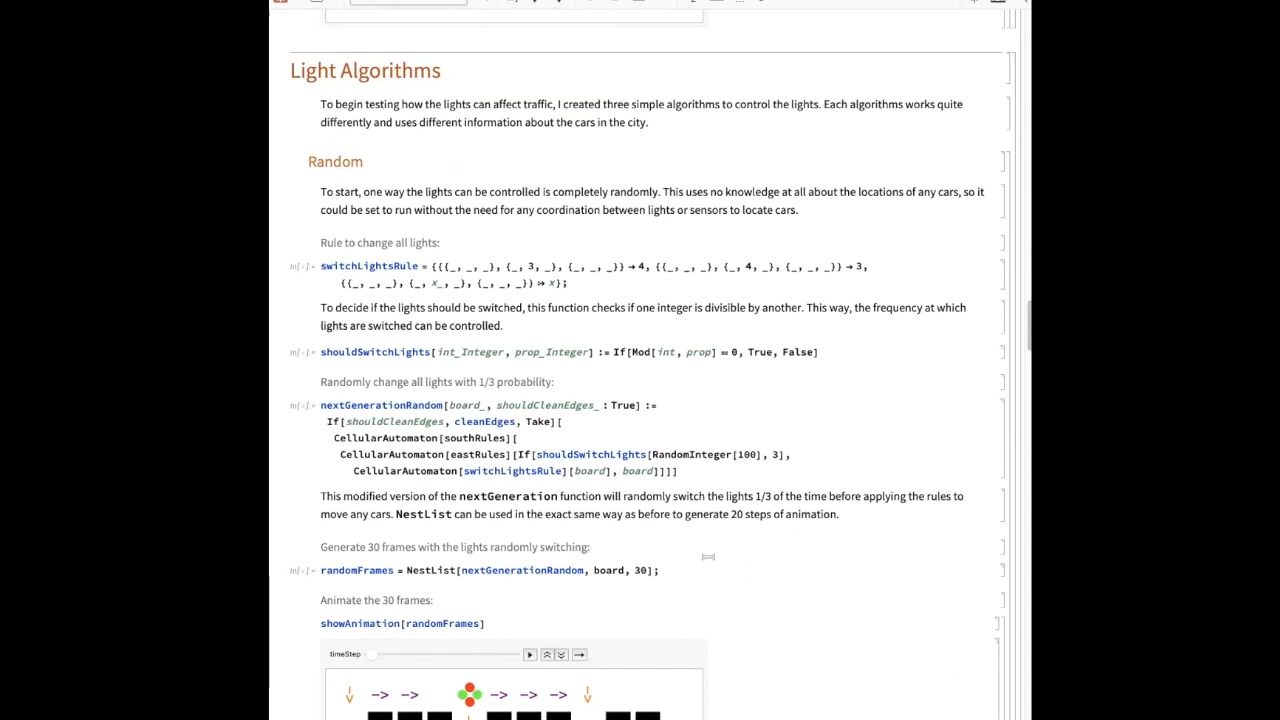 Light Algorithms
To begin testing how the lights can affect traffic, I created three simple algorithms to control the lights. Each algorithms works quite
differently and uses different information about the cars in the city.
Random
To start, one way the lights can be controlled is completely randomly. This uses no knowledge at all about the locations of any cars, so it
could be set to run without the need for any coordination between lights or sensors to locate cars.
Rule to change all lights:
In[•]:= switchLightsRule = {{{_, _, _}, {_, 3, _}, {_, _, _}} → 4, {{_, _, _}, {_, 4, _}, {_, _, _}} → 3,
{{_, _, _}, {_, x_, _}, {_, _, _}} :→ x};
To decide if the lights should be switched, this function checks if one integer is divisible by another. This way, the frequency at which
lights are switched can be controlled.
In[•]:= shouldSwitchLights[int_Integer, prop_Integer] := If[Mod[int, prop] == 0, True, False]
Randomly change all lights with 1/3 probability:
In[•]:= nextGenerationRandom[board_, shouldCleanEdges_ : True] :=
If[shouldCleanEdges, cleanEdges, Take][
CellularAutomaton[southRules][
CellularAutomaton[eastRules][If[shouldSwitchLights[RandomInteger[100], 3],
CellularAutomaton[switchLightsRule][board], board]]]]
This modified version of the nextGeneration function will randomly switch the lights 1/3 of the time before applying the rules to
move any cars. NestList can be used in the exact same way as before to generate 20 steps of animation.
Generate 30 frames with the lights randomly switching:
In[•]:= randomFrames = NestList[nextGenerationRandom, board, 30];
Animate the 30 frames:
showAnimation[randomFrames]
timeStep